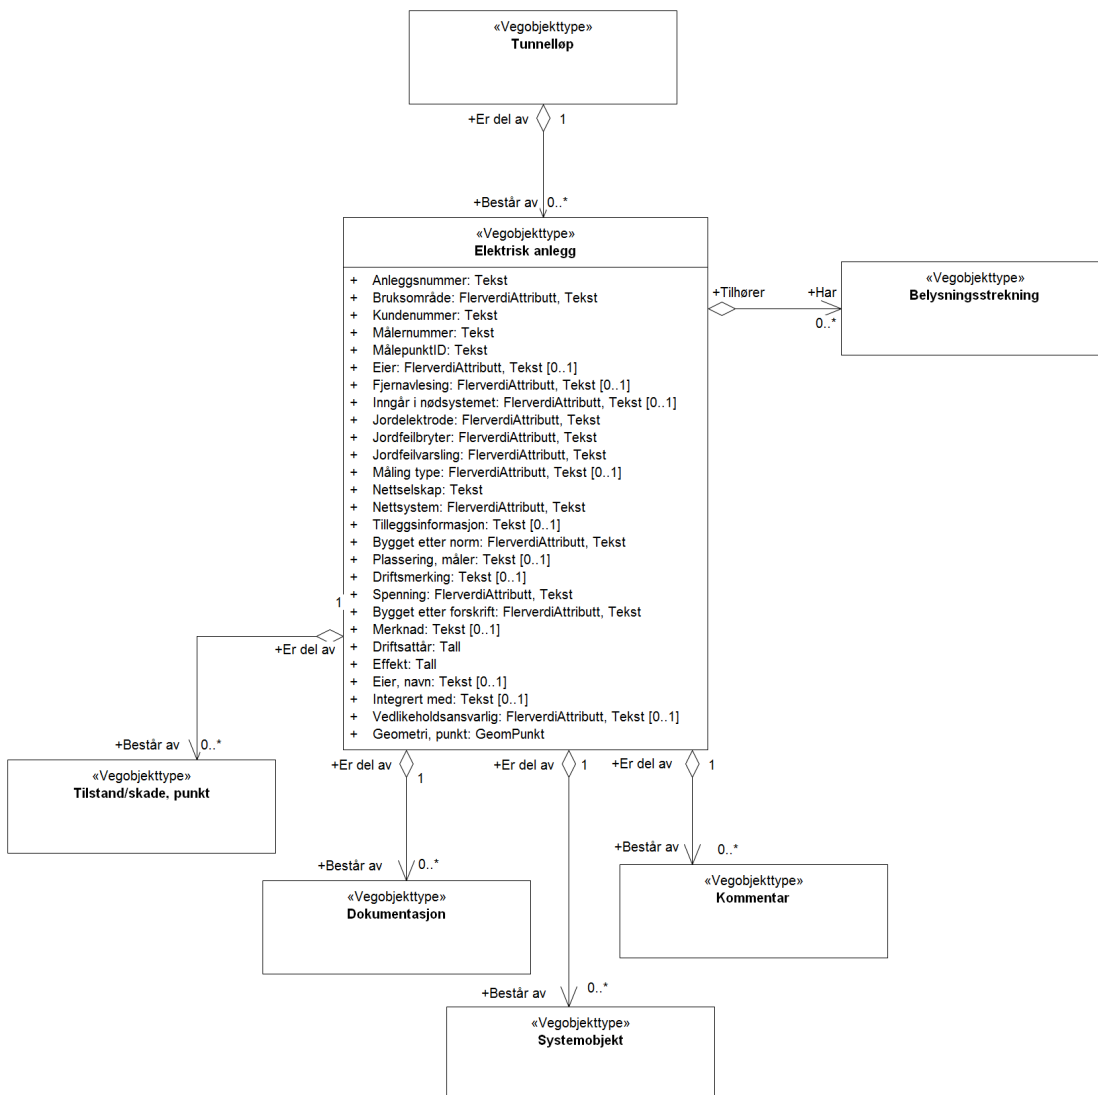 «Vegobjekttype»
Tunnelløp
+Er del av 1
+Består av 0..*
«Vegobjekttype»
Elektrisk anlegg
+ Anleggsnummer: Tekst
+ Bruksområde: FlerverdiAttributt, Tekst
+ Kundenummer: Tekst
+ Målernummer: Tekst
+ MålepunktID: Tekst
+ Eier: FlerverdiAttributt, Tekst [0..1]
+ Fjernavlesing: FlerverdiAttributt, Tekst [0..1]
+ Inngår i nødsystemet: FlerverdiAttributt, Tekst [0..1]
+ Jordelektrode: FlerverdiAttributt, Tekst
+ Jordfeilbryter: FlerverdiAttributt, Tekst
+ Jordfeilvarsling: FlerverdiAttributt, Tekst
+ Måling type: FlerverdiAttributt, Tekst [0..1]
+ Nettselskap: Tekst
+ Nettsystem: FlerverdiAttributt, Tekst
+ Tilleggsinformasjon: Tekst [0..1]
+ Bygget etter norm: FlerverdiAttributt, Tekst
+ Plassering, måler: Tekst [0..1]
+ Driftsmerking: Tekst [0..1]
+ Spenning: FlerverdiAttributt, Tekst
+ Bygget etter forskrift: FlerverdiAttributt, Tekst
+ Merknad: Tekst [0..1]
+ Driftsattår: Tall
+ Effekt: Tall
+ Eier, navn: Tekst [0..1]
+ Integrert med: Tekst [0..1]
+ Vedlikeholdsansvarlig: FlerverdiAttributt, Tekst [0..1]
+ Geometri, punkt: GeomPunkt
+Tilhører +Har
0..*
«Vegobjekttype»
Belysningsstrekning
1
+Er del av
+Består av 0..*
«Vegobjekttype»
Tilstand/skade, punkt
+Er del av 1
+Består av 0..*
«Vegobjekttype»
Dokumentasjon
+Er del av 1
+Består av 0..*
«Vegobjekttype»
Systemobjekt
+Er del av 1
+Består av 0..*
«Vegobjekttype»
Kommentar